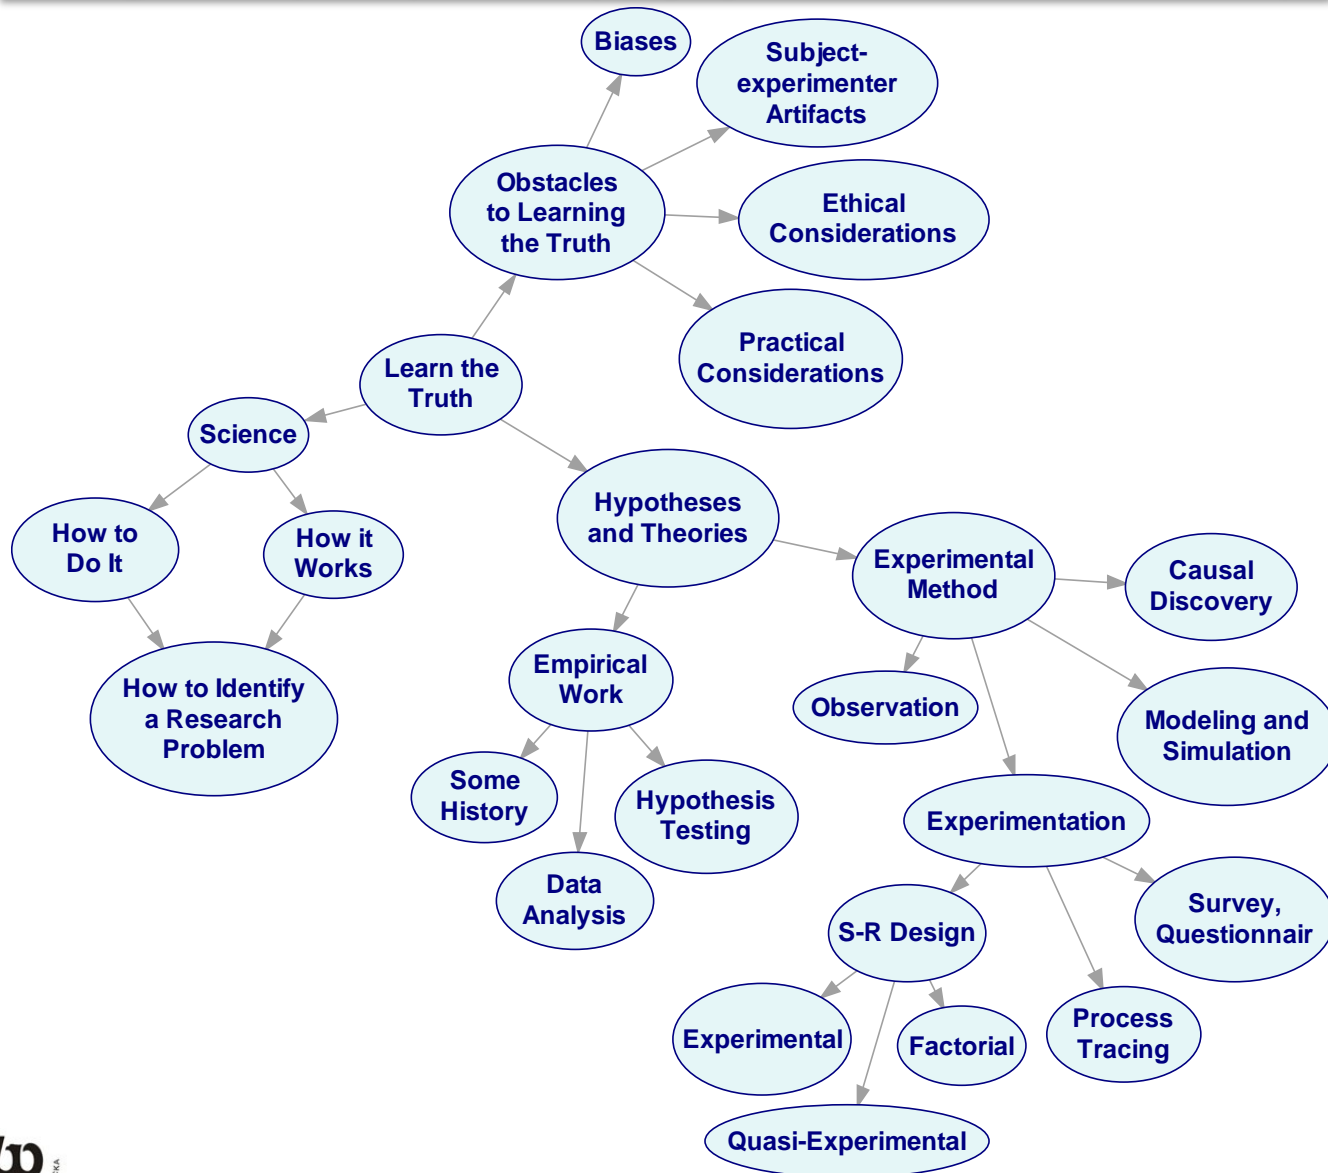 Biases
Subject-
experimenter
Artifacts
Obstacles
to Learning
the Truth
Ethical
Considerations
Practical
Considerations
Learn the
Truth
Science
How to
Do It
How it
Works
How to Identify
a Research
Problem
Hypotheses
and Theories
Experimental
Method
Causal
Discovery
Empirical
Work
Observation
Modeling and
Simulation
Some
History
Hypothesis
Testing
Data
Analysis
Experimentation
S-R Design
Survey,
Questionnair
Experimental
Factorial
Process
Tracing
Quasi-Experimental